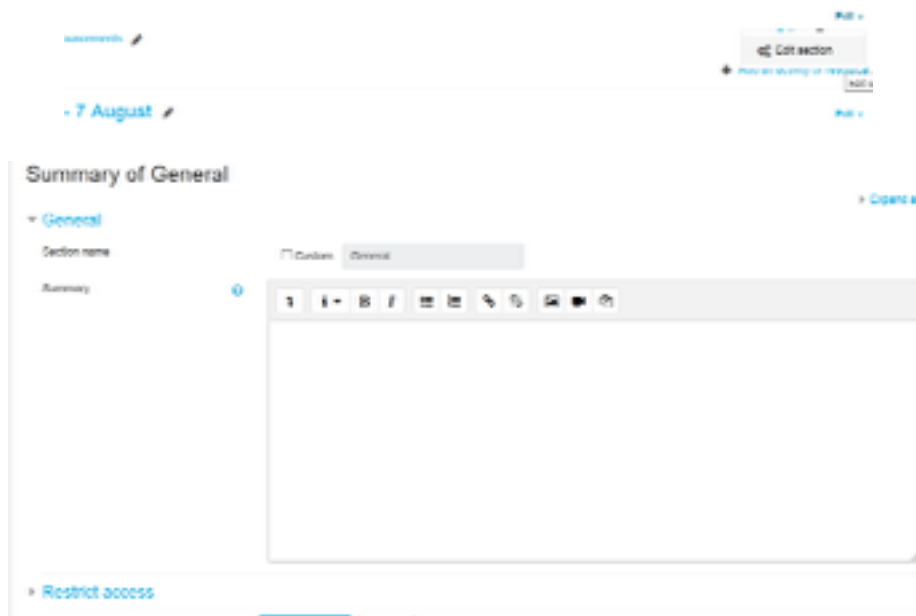 Edit
Edit section
- 7 August
Edit
Summary of General
General
Section name
Custom General
Summary
B I
Restrict access